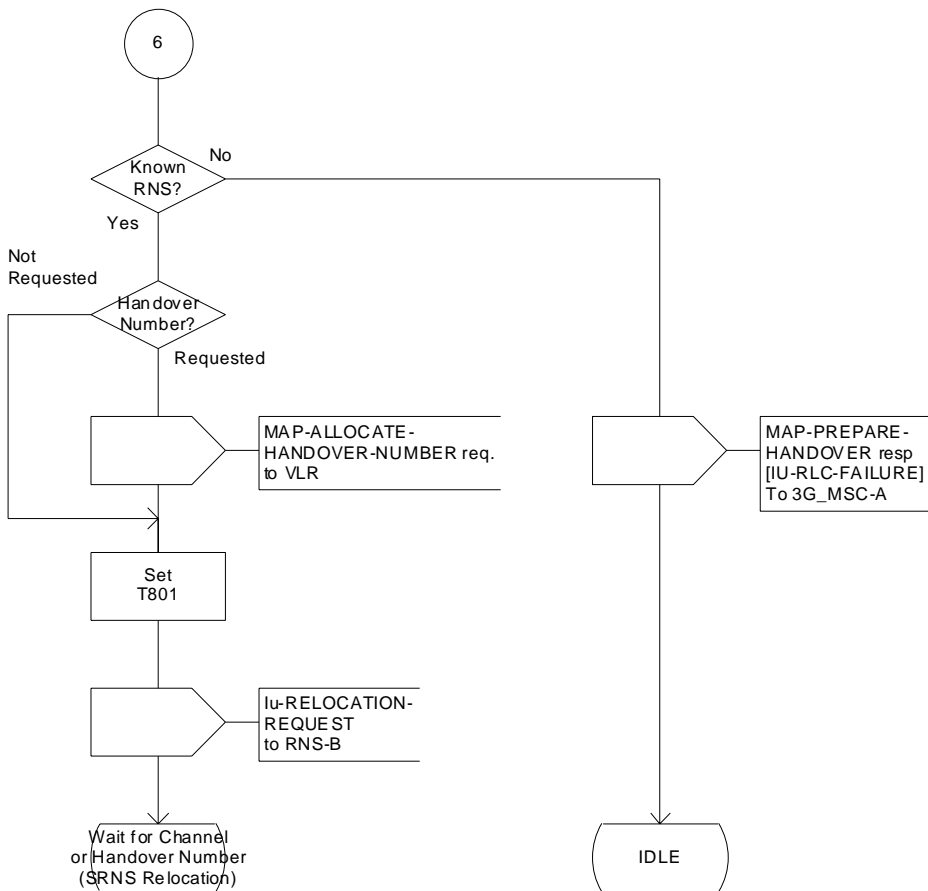 6
No
Known
RNS?
Yes
Not
Requested
Handover
Number?
Requested
MAP-ALLOCATE-
HANDOVER-NUMBER req.
to VLR
MAP-PREPARE-
HANDOVER resp
[IU-RLC-FAILURE]
To 3G_MSC-A
Set
T801
Iu-RELOCATION-
REQUEST
to RNS-B
Wait for Channel
or Handover Number
(SRNS Relocation)
IDLE